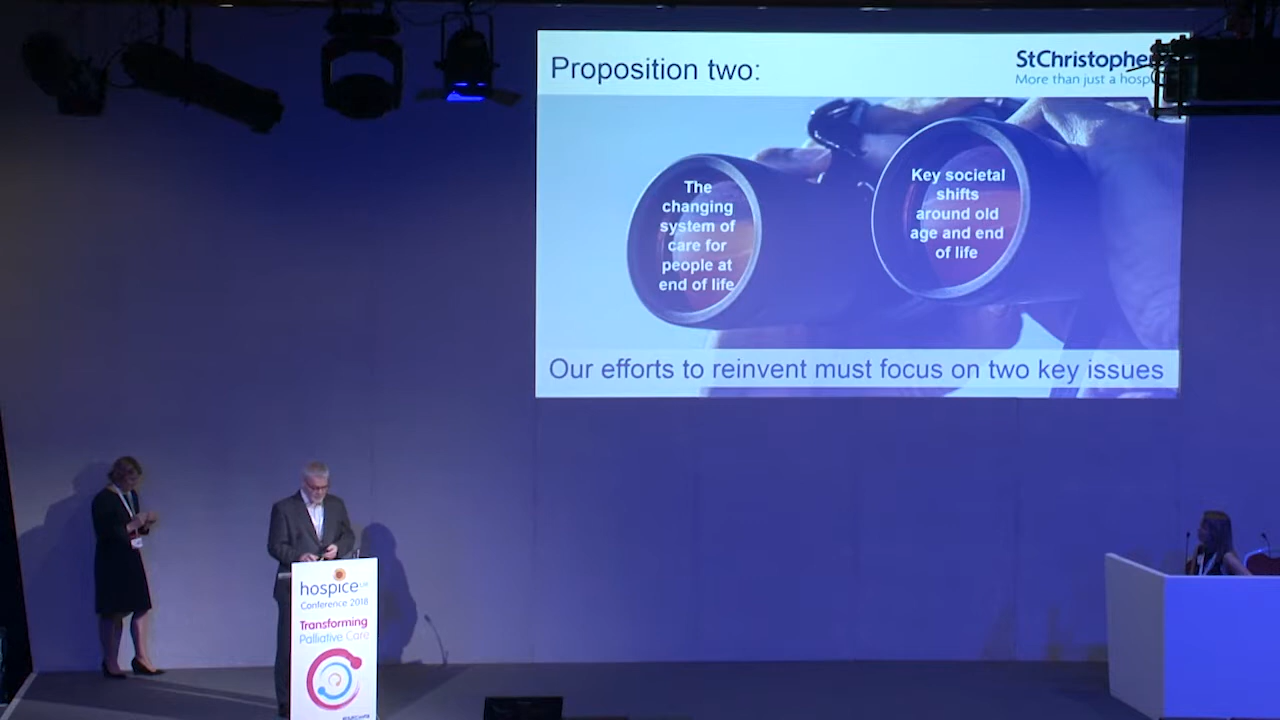 Proposition two:
StChristopher
More than just a hosp
The
changing
system of
care for
people at
end of life
Key societal
shifts
around old
age and end
of life
Our efforts to reinvent must focus on two key issues
hospice UK
Conference 2018
Transforming
Palliative Care